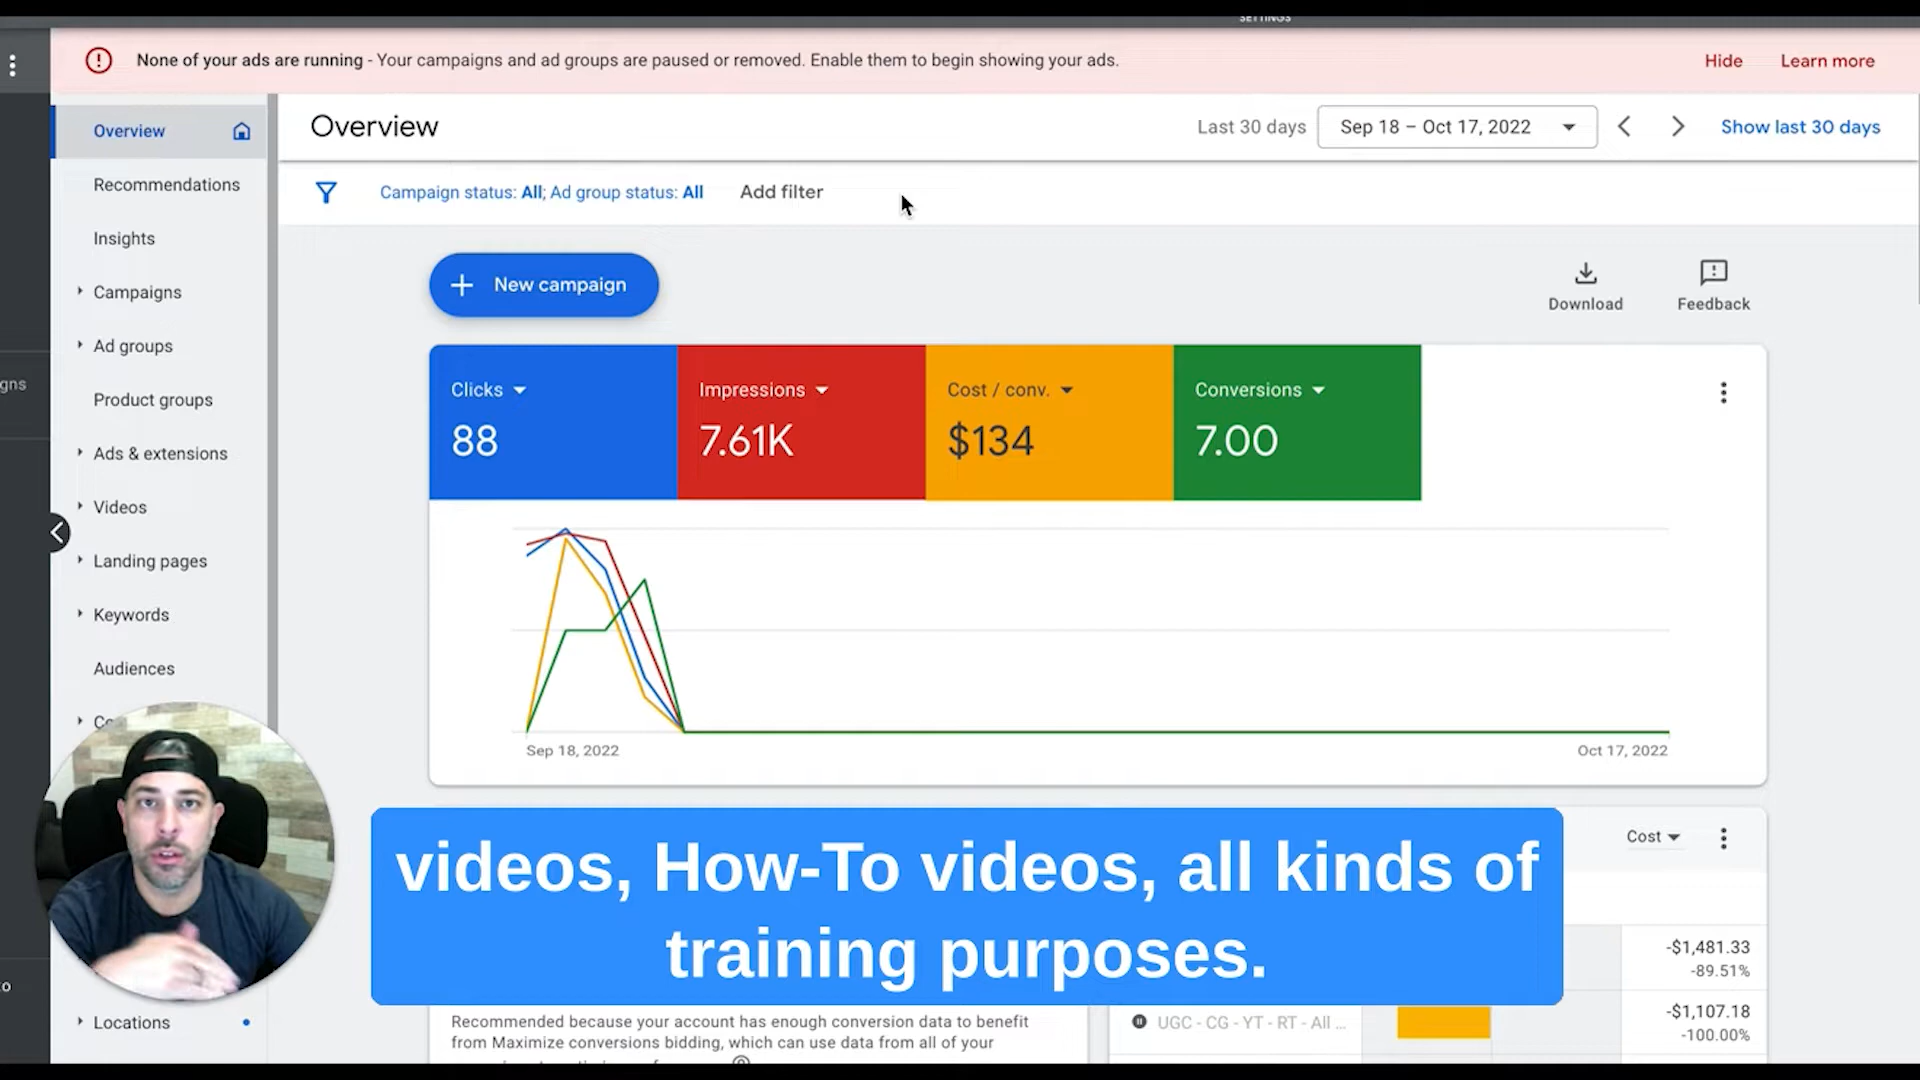 SETTINGS
None of your ads are running - Your campaigns and ad groups are paused or removed. Enable them to begin showing your ads.
Hide
Learn more
Overview
Recommendations
Insights
Campaigns
Ad groups
Product groups
Ads & extensions
Videos
Landing pages
Keywords
Audiences
Locations
gns
Overview
Last 30 days
Sep 18 – Oct 17, 2022
Show last 30 days
Campaign status: All; Ad group status: All
Add filter
New campaign
Download
Feedback
Clicks
88
Impressions
7.61K
Cost / conv.
$134
Conversions
7.00
Sep 18, 2022
Oct 17, 2022
videos, How-To videos, all kinds of
training purposes.
Cost
-$1,481.33
-89.51%
UGC - CG - YT - RT - All ...
-$1,107.18
-100.00%
Recommended because your account has enough conversion data to benefit
from Maximize conversions bidding, which can use data from all of your